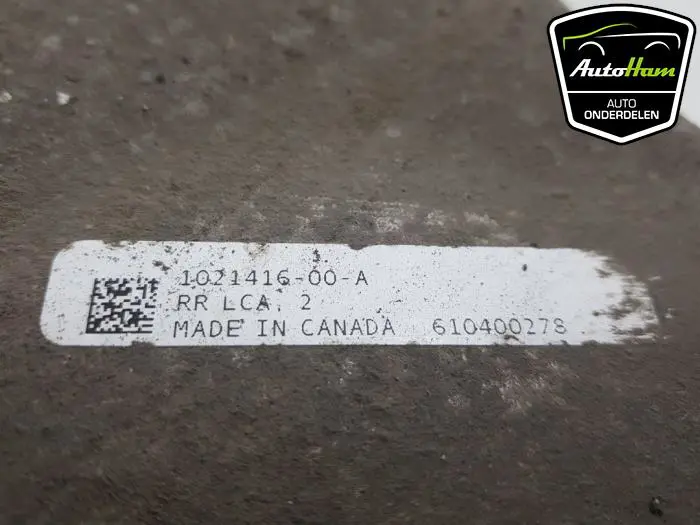 AutoHam
AUTO
ONDERDELEN
1021416-00-A
RR LCA, 2
MADE IN CANADA 610400278